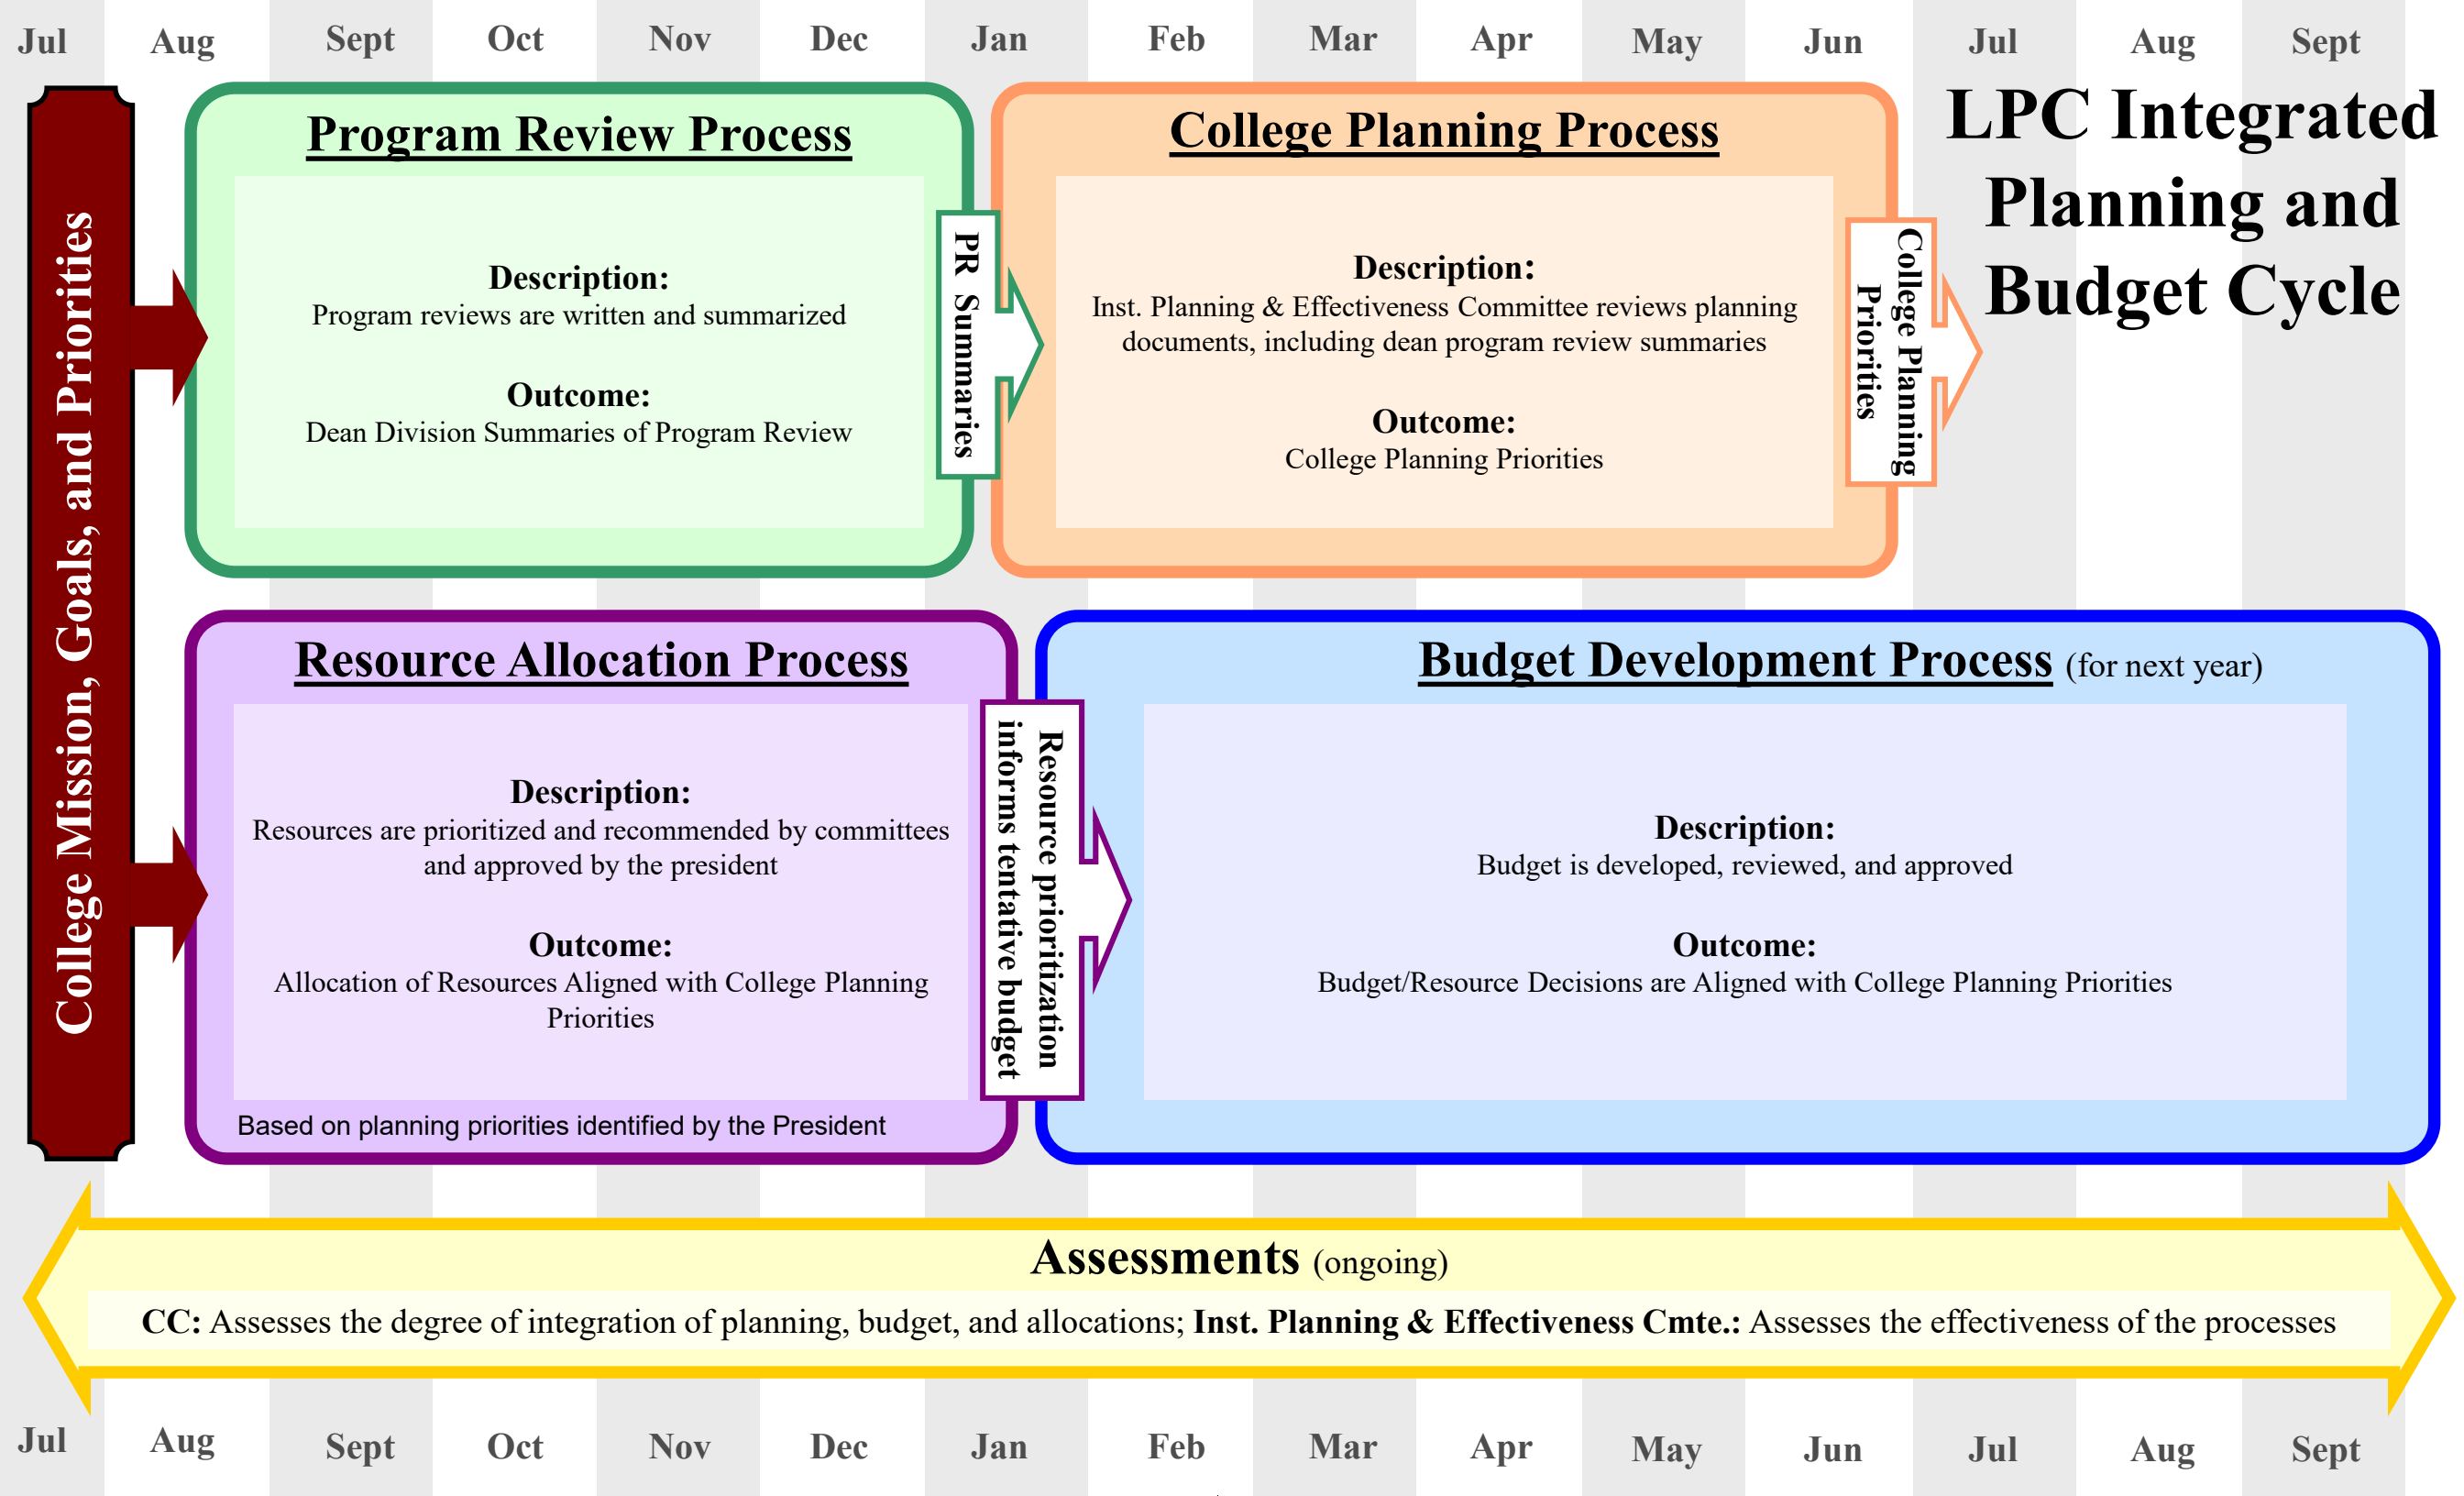 Jul Aug Sept Oct Nov Dec Jan Feb Mar Apr May Jun Jul Aug Sept
LPC Integrated
Planning and
Budget Cycle
College Mission, Goals, and Priorities
Program Review Process
Description:
Program reviews are written and summarized
Outcome:
Dean Division Summaries of Program Review
PR Summaries
College Planning Process
Description:
Inst. Planning & Effectiveness Committee reviews planning
documents, including dean program review summaries
Outcome:
College Planning Priorities
College Planning
Priorities
Resource Allocation Process
Description:
Resources are prioritized and recommended by committees
and approved by the president
Outcome:
Allocation of Resources Aligned with College Planning
Priorities
Based on planning priorities identified by the President
Resource prioritization
informs tentative budget
Budget Development Process (for next year)
Description:
Budget is developed, reviewed, and approved
Outcome:
Budget/Resource Decisions are Aligned with College Planning Priorities
Assessments (ongoing)
CC: Assesses the degree of integration of planning, budget, and allocations; Inst. Planning & Effectiveness Cmte.: Assesses the effectiveness of the processes
Jul Aug Sept Oct Nov Dec Jan Feb Mar Apr May Jun Jul Aug Sept